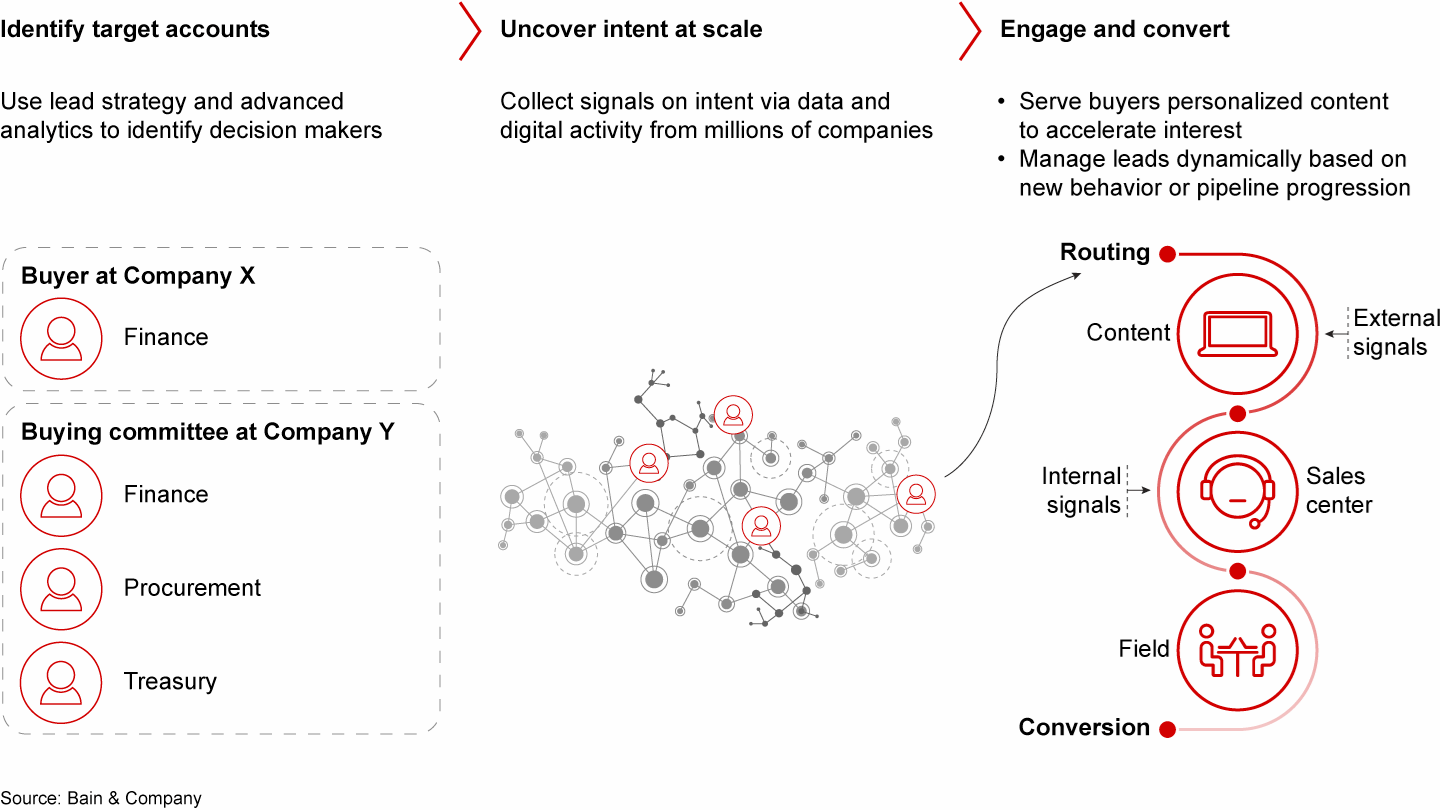 Identify target accounts
Uncover intent at scale
Engage and convert
Use lead strategy and advanced
analytics to identify decision makers
Collect signals on intent via data and
digital activity from millions of companies
• Serve buyers personalized content
to accelerate interest
• Manage leads dynamically based on
new behavior or pipeline progression
Buyer at Company X
Finance
Buying committee at Company Y
Finance
Procurement
Treasury
Routing
Content
External
signals
Internal
signals
Sales
center
Field
Conversion
Source: Bain & Company